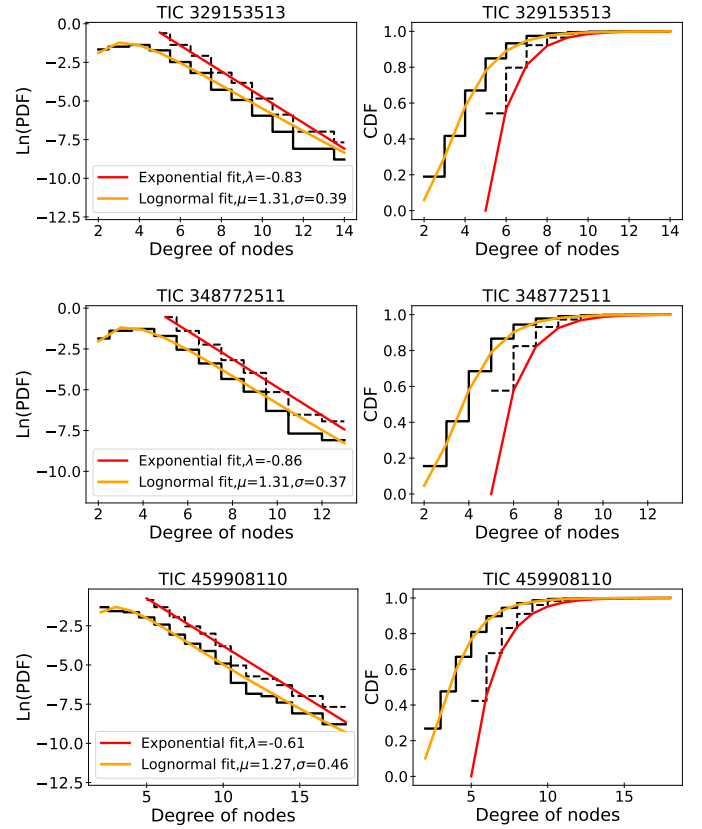 TIC 329153513
TIC 329153513
0.0
−2.5
−5.0
−7.5
−10.0
−12.5
Ln(PDF)
Exponential fit,λ=-0.83
Lognormal fit,μ=1.31,σ=0.39
2 4 6 8 10 12 14
Degree of nodes
1.0
0.8
0.6
0.4
0.2
0.0
CDF
2 4 6 8 10 12 14
Degree of nodes
TIC 348772511
TIC 348772511
0.0
−2.5
−5.0
−7.5
−10.0
Ln(PDF)
Exponential fit,λ=-0.86
Lognormal fit,μ=1.31,σ=0.37
2 4 6 8 10 12
Degree of nodes
1.0
0.8
0.6
0.4
0.2
0.0
CDF
2 4 6 8 10 12
Degree of nodes
TIC 459908110
TIC 459908110
−2.5
−5.0
−7.5
−10.0
−12.5
Ln(PDF)
Exponential fit,λ=-0.61
Lognormal fit,μ=1.27,σ=0.46
5 10 15
Degree of nodes
1.0
0.8
0.6
0.4
0.2
0.0
CDF
5 10 15
Degree of nodes